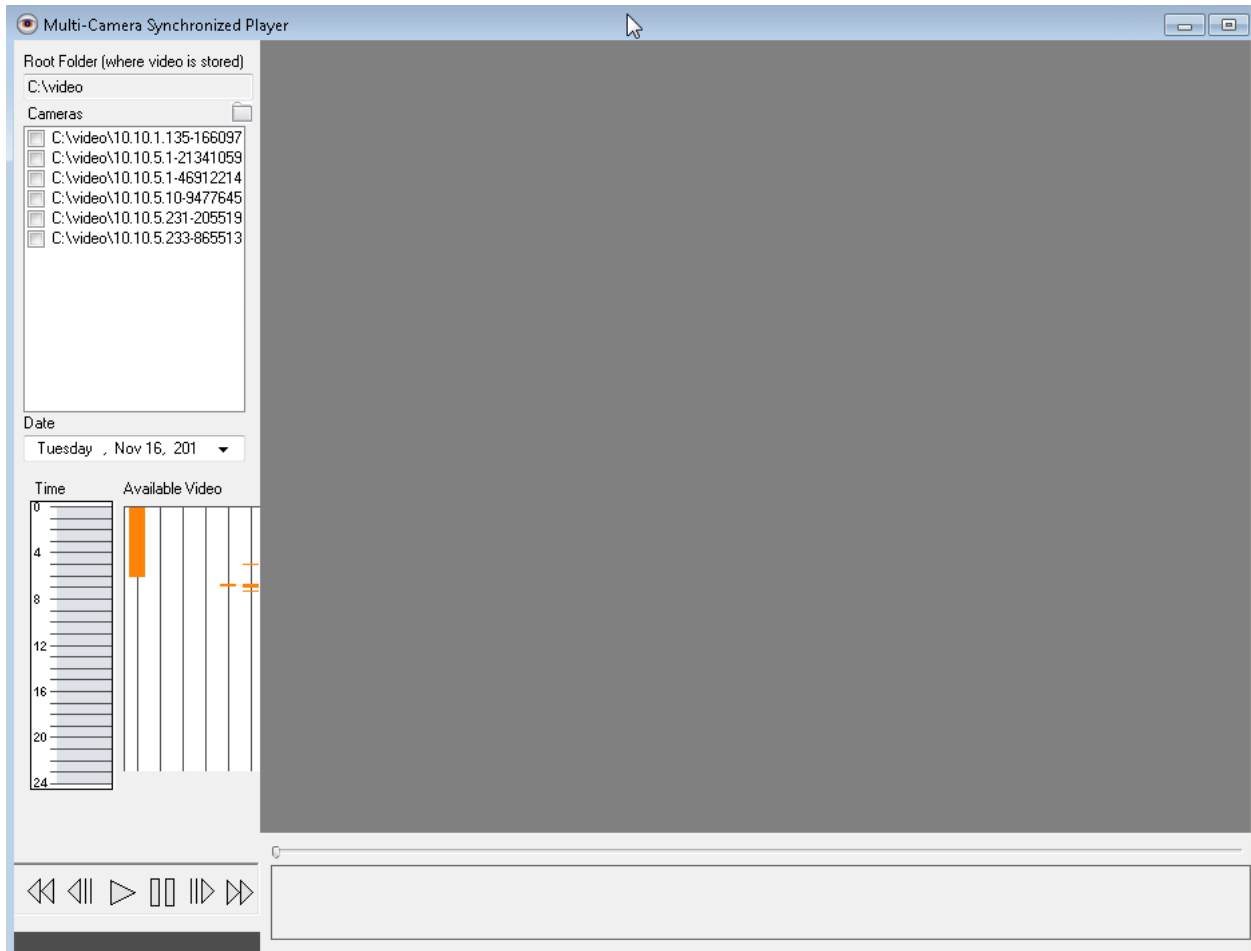 Multi-Camera Synchronized Player
Root Folder (where video is stored)
C:\video
Cameras
C:\video\10.10.1.135-166097
C:\video\10.10.5.1-21341059
C:\video\10.10.5.1-46912214
C:\video\10.10.5.10-9477645
C:\video\10.10.5.231-205519
C:\video\10.10.5.233-865513
Date
Tuesday , Nov 16, 201
Time Available Video
0
4
8
12
16
20
24